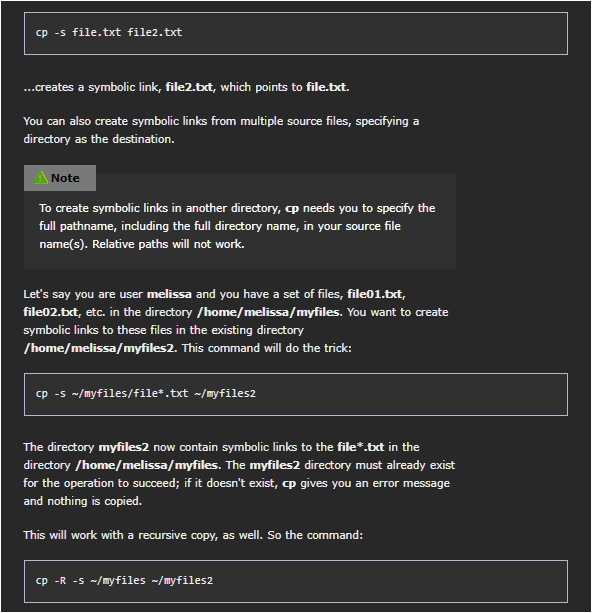 cp -s file.txt file2.txt
...creates a symbolic link, file2.txt, which points to file.txt.
You can also create symbolic links from multiple source files, specifying a
directory as the destination.
Note
To create symbolic links in another directory, cp needs you to specify the
full pathname, including the full directory name, in your source file
name(s). Relative paths will not work.
Let's say you are user melissa and you have a set of files, file01.txt,
file02.txt, etc. in the directory /home/melissa/myfiles. You want to create
symbolic links to these files in the existing directory
/home/melissa/myfiles2. This command will do the trick:
cp -s ~/myfiles/file*.txt ~/myfiles2
The directory myfiles2 now contain symbolic links to the file*.txt in the
directory /home/melissa/myfiles. The myfiles2 directory must already exist
for the operation to succeed; if it doesn't exist, cp gives you an error message
and nothing is copied.
This will work with a recursive copy, as well. So the command:
cp -R -s ~/myfiles ~/myfiles2